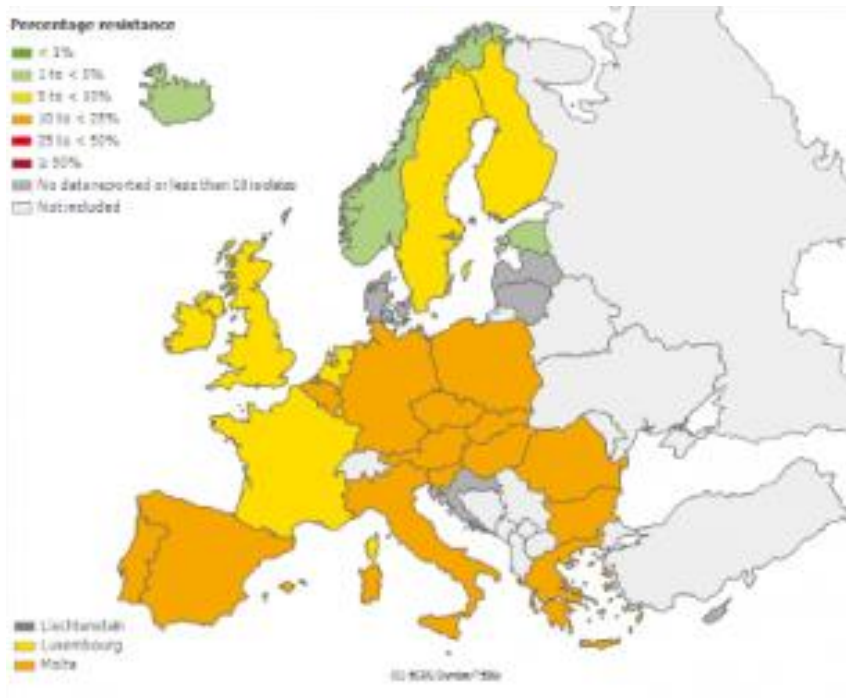 Percentage resistance
< 1%
1 to < 5%
5 to < 10%
10 to < 25%
25 to < 50%
≥ 50%
No data reported or less than 10 isolates
Not included
Liechtenstein
Luxembourg
Malta